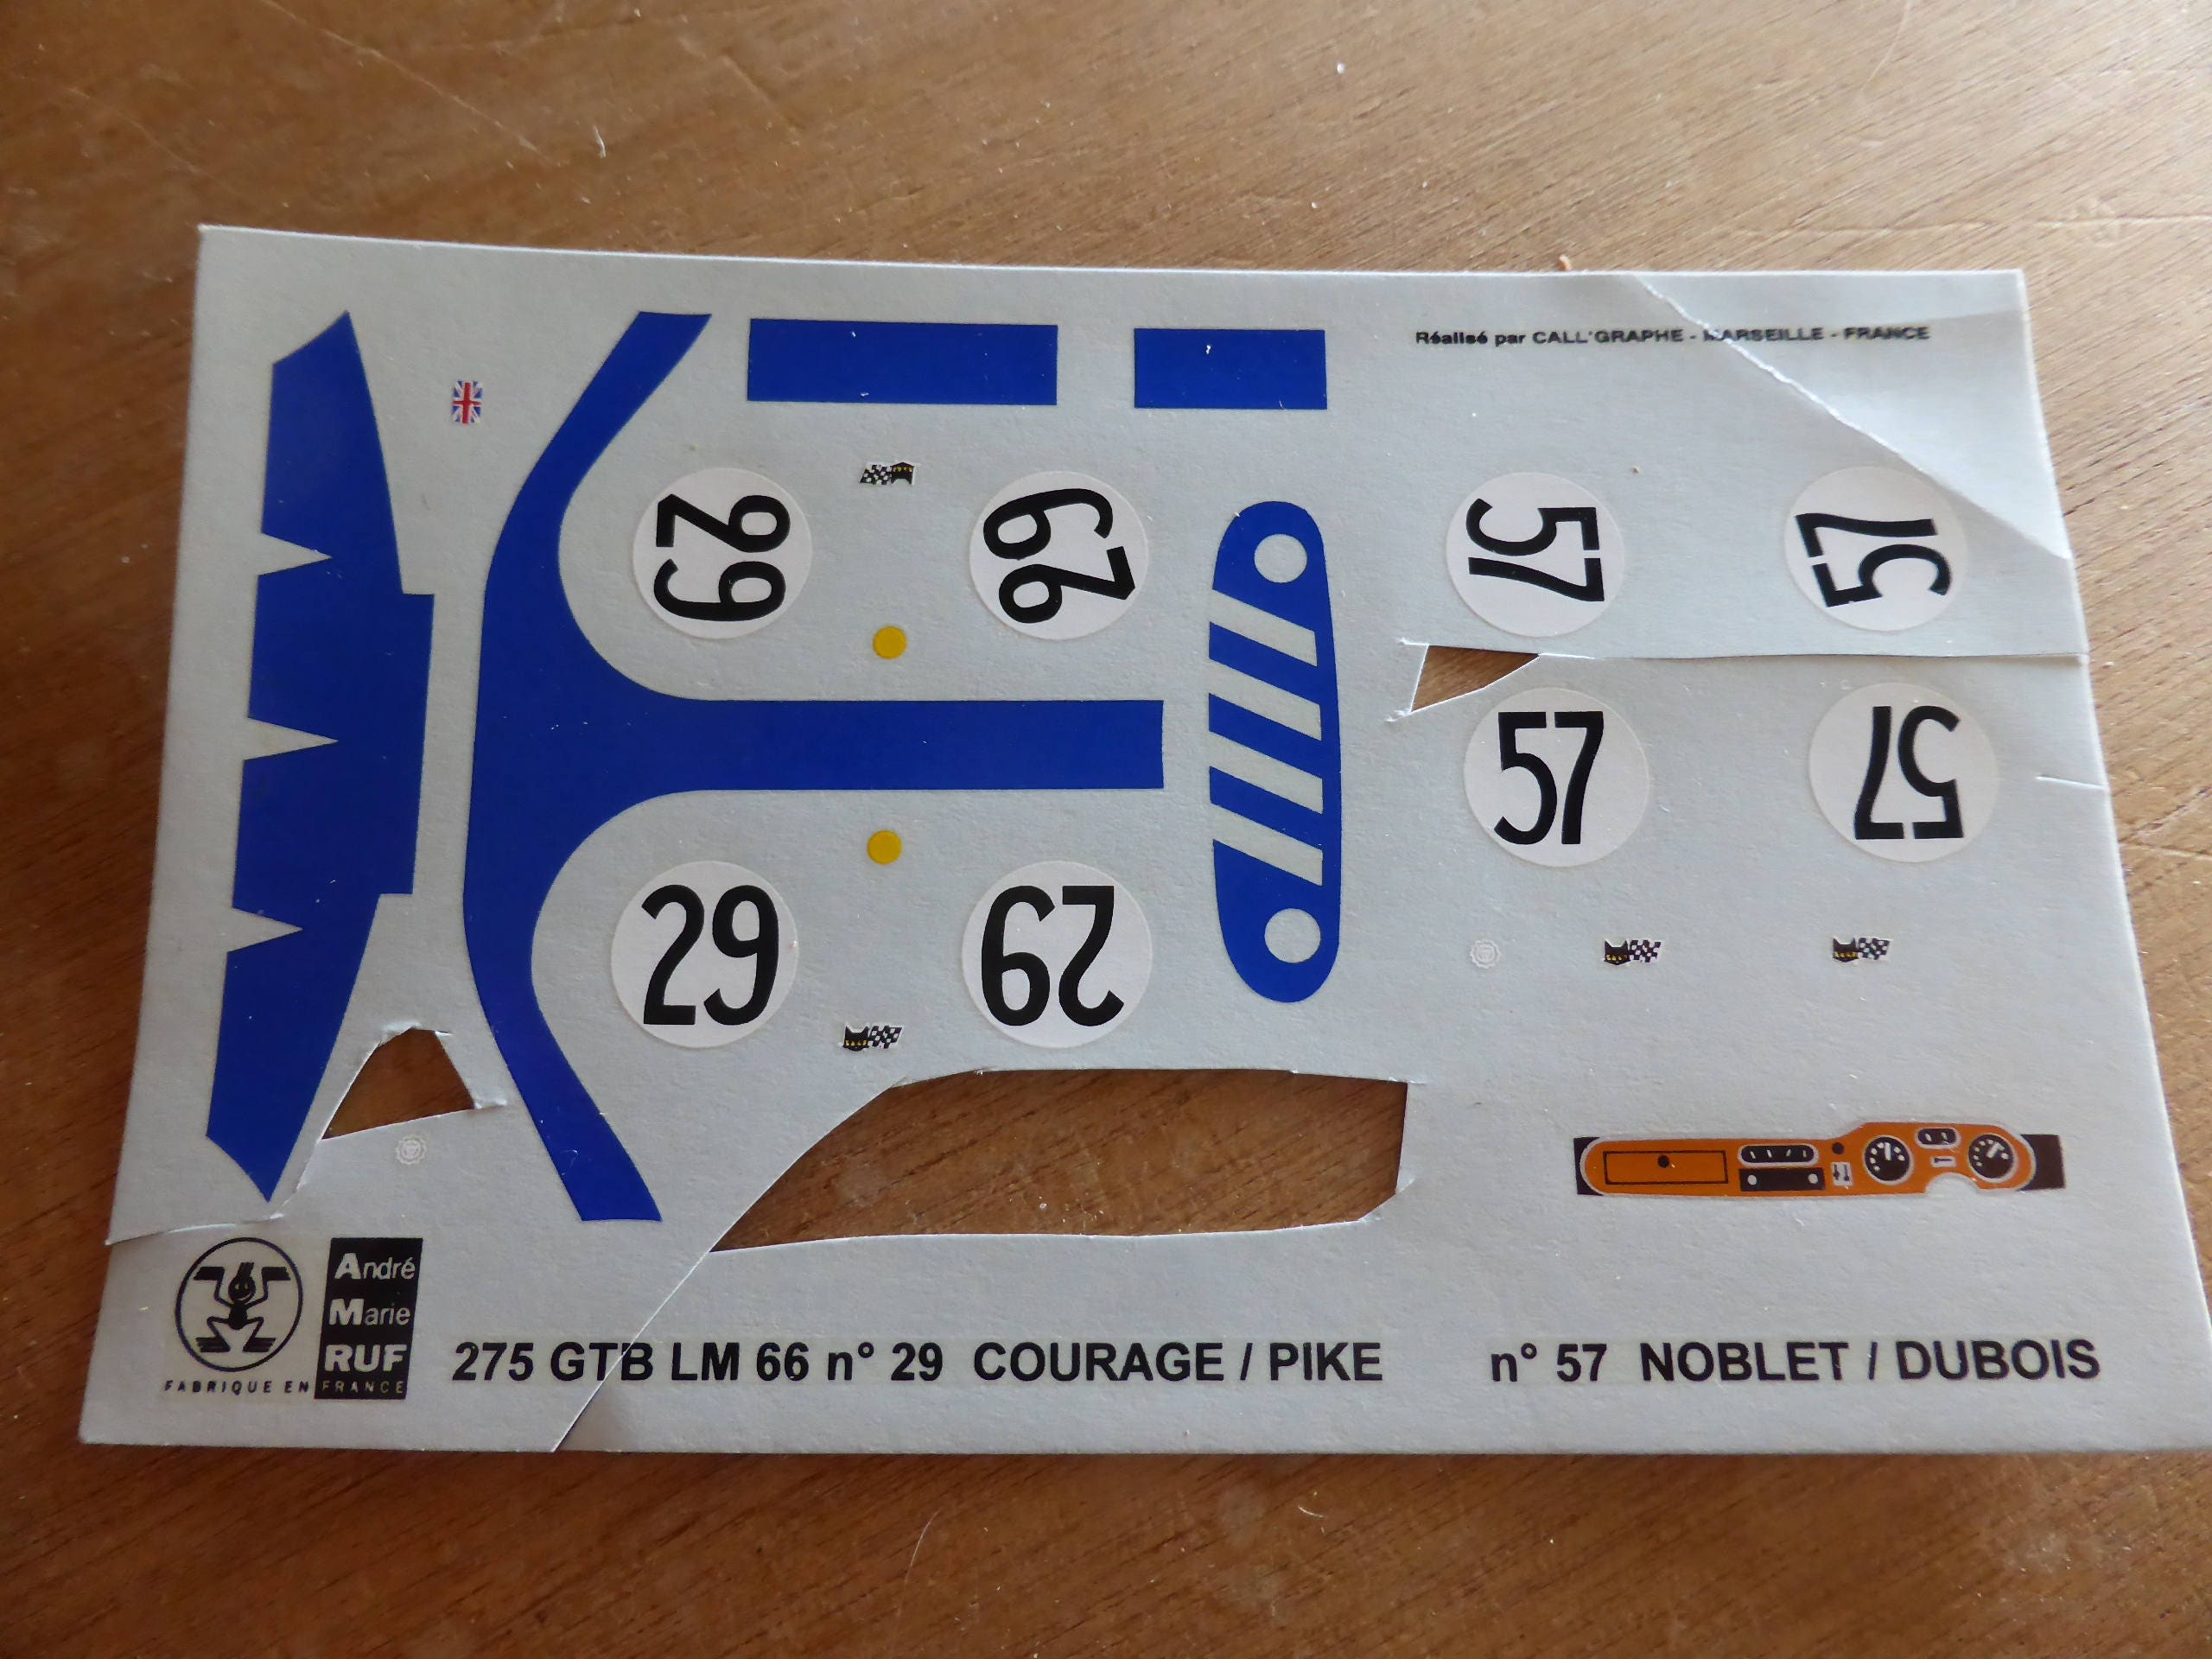 Réalisé par CALL'GRAPHE - MARSEILLE - FRANCE
29
29
57
57
57
57
29
29
André
Marie
RUF
FABRIQUE EN FRANCE
275 GTB LM 66 n° 29 COURAGE / PIKE
n° 57 NOBLET / DUBOIS